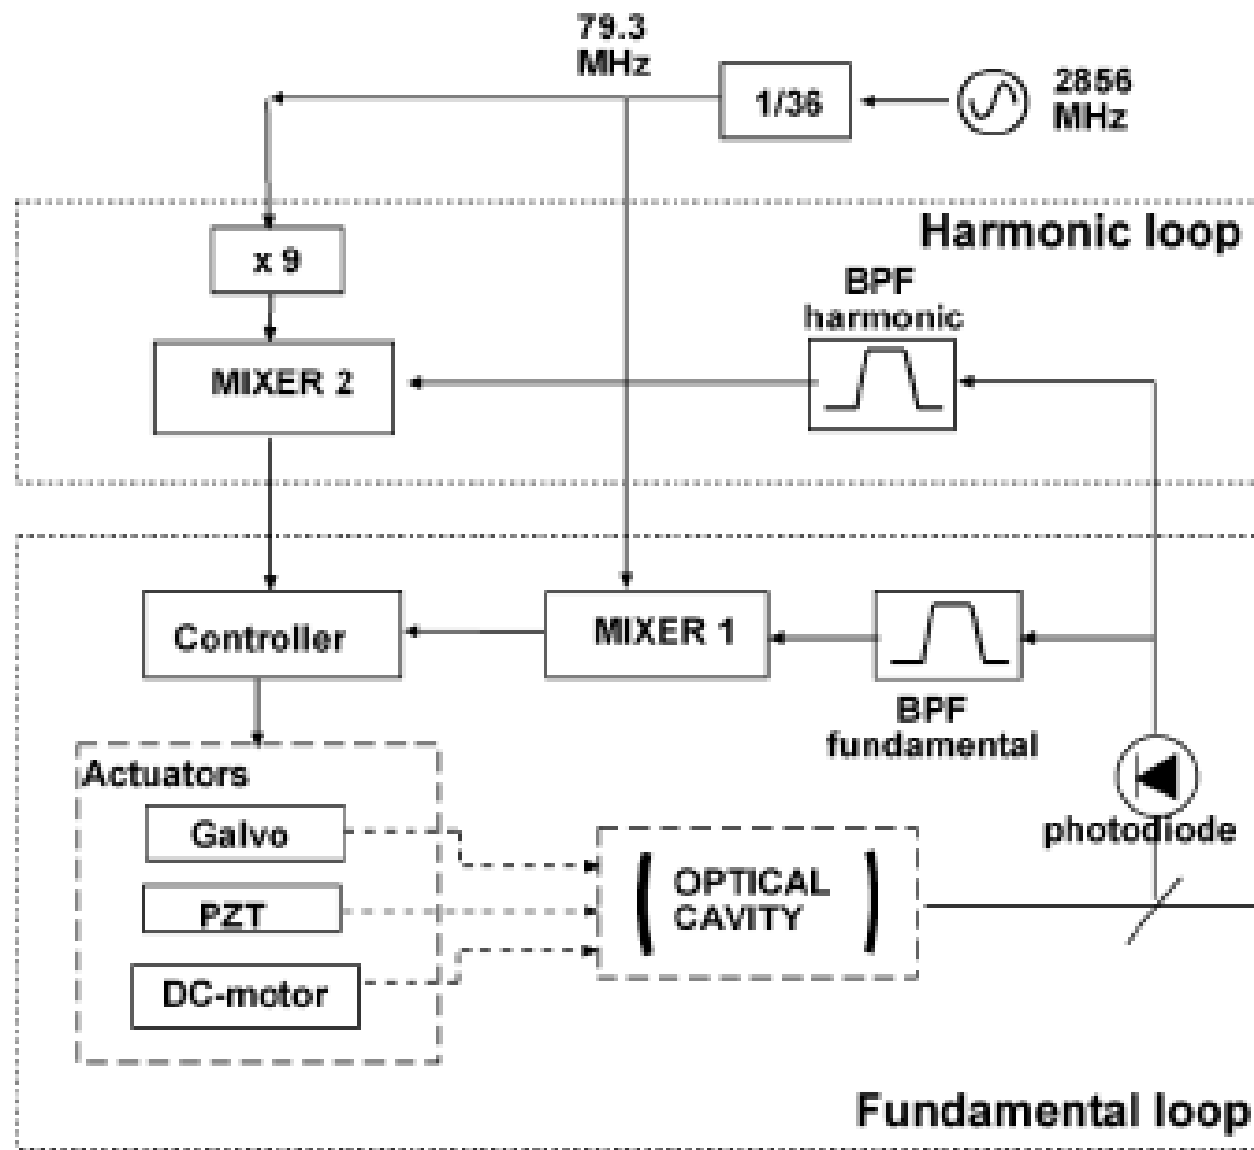 79.3
MHz
1/36
2856
MHz
Harmonic loop
x 9
BPF
harmonic
MIXER 2
Controller
MIXER 1
BPF
fundamental
Actuators
Galvo
PZT
DC-motor
OPTICAL
CAVITY
photodiode
Fundamental loop